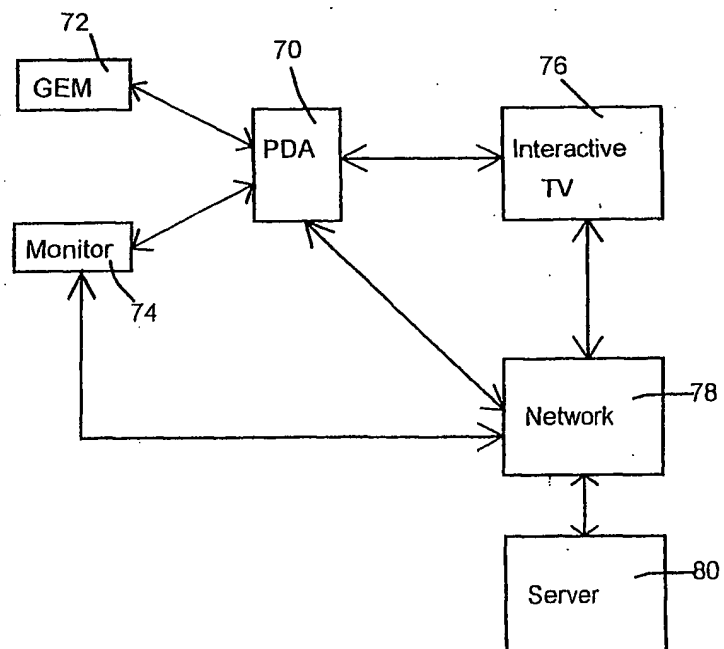 72
GEM
70
PDA
76
Interactive
TV
Monitor
74
Network
78
Server
80